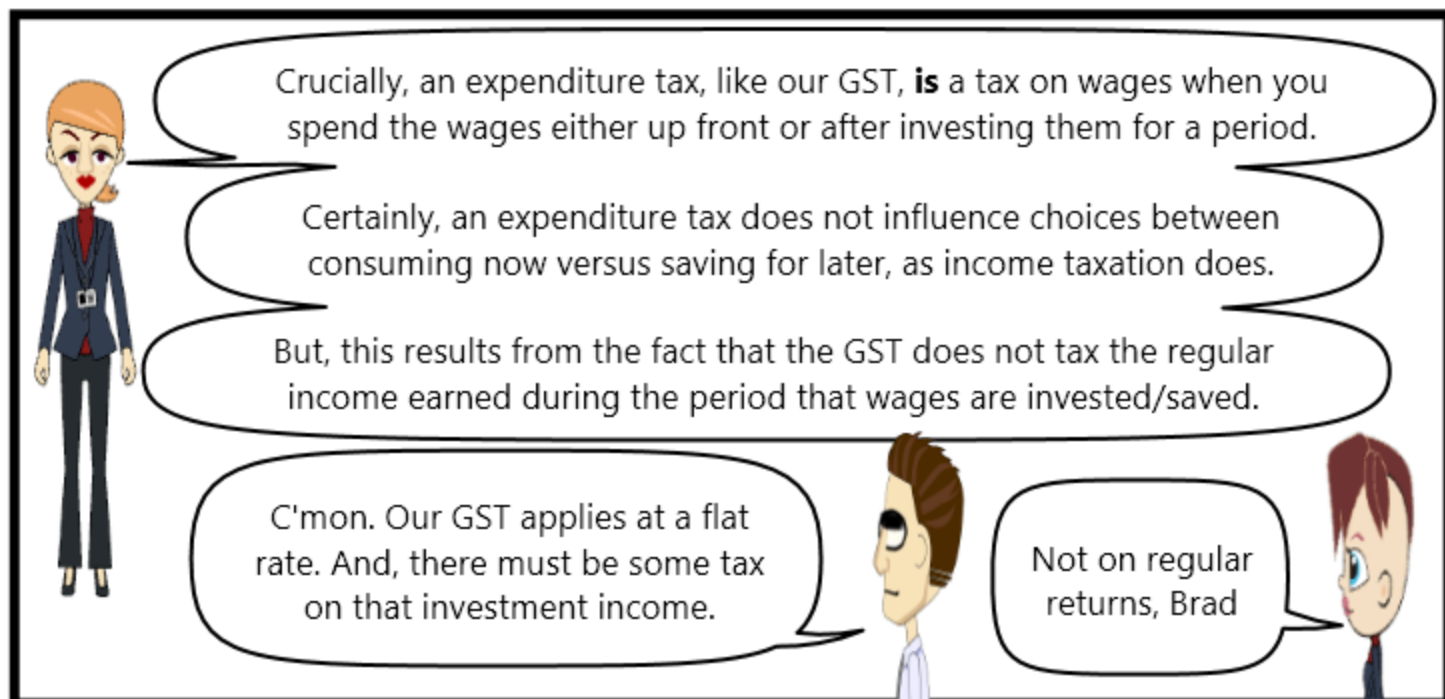 Crucially, an expenditure tax, like our GST, is a tax on wages when you
spend the wages either up front or after investing them for a period.
Certainly, an expenditure tax does not influence choices between
consuming now versus saving for later, as income taxation does.
But, this results from the fact that the GST does not tax the regular
income earned during the period that wages are invested/saved.
C'mon. Our GST applies at a flat
rate. And, there must be some tax
on that investment income.
Not on regular
returns, Brad